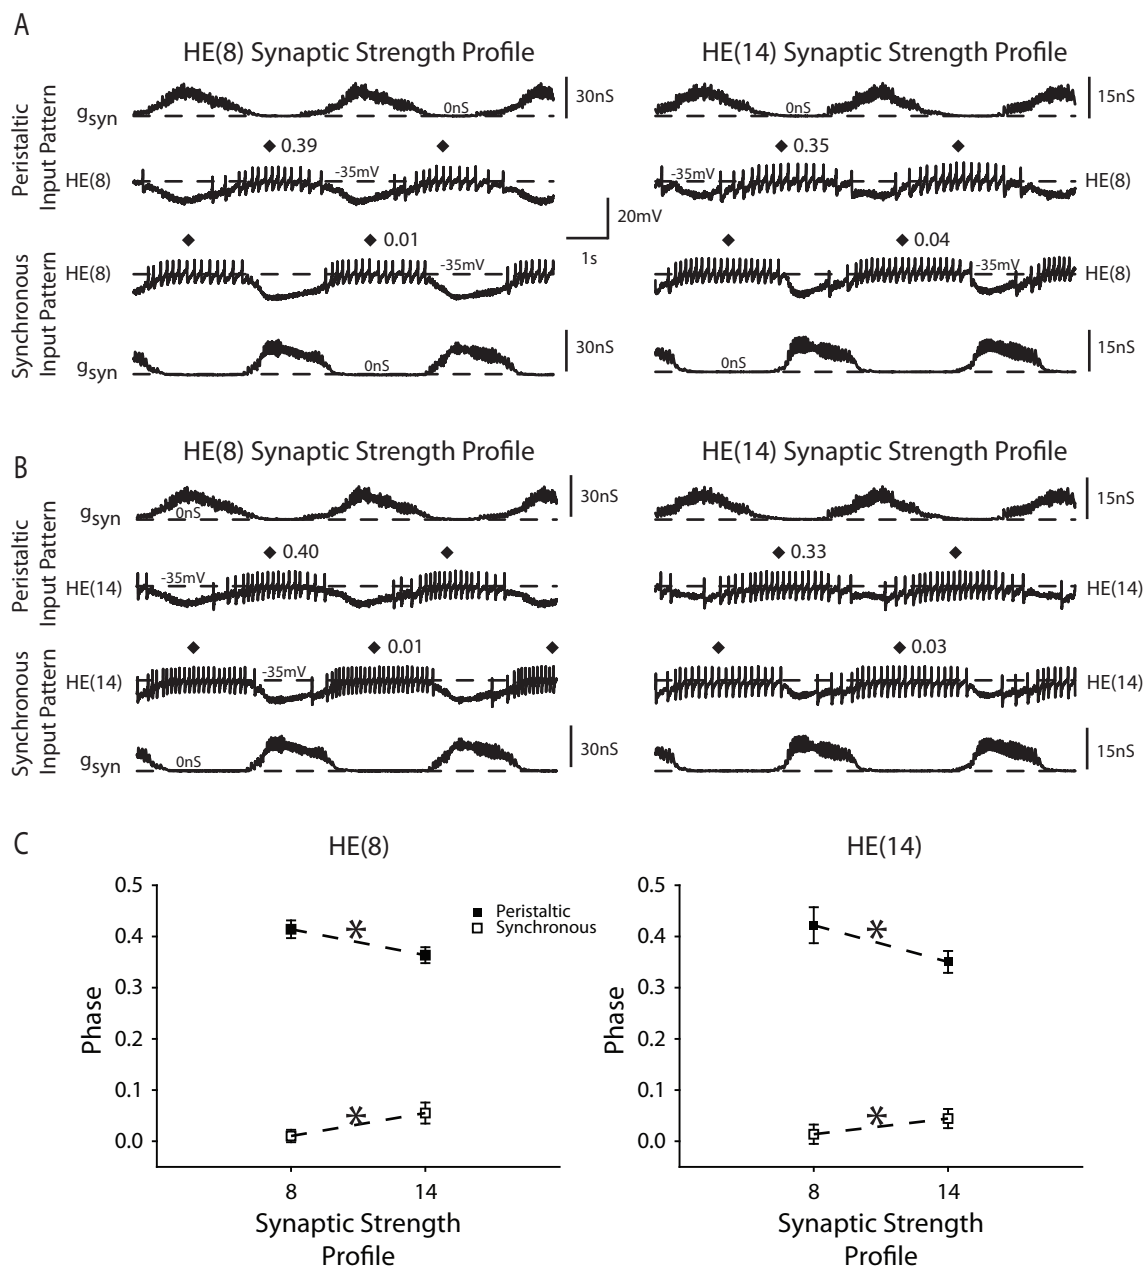 A
HE(8) Synaptic Strength Profile
HE(14) Synaptic Strength Profile
Peristaltic
Input Pattern
gsyn
0nS
30nS
0nS
15nS
0.39
0.35
HE(8)
-35mV
-35mV
HE(8)
20mV
1s
Synchronous
Input Pattern
0.01
0.04
HE(8)
-35mV
-35mV
HE(8)
gsyn
0nS
30nS
0nS
15nS
B
HE(8) Synaptic Strength Profile
HE(14) Synaptic Strength Profile
Peristaltic
Input Pattern
gsyn
0nS
30nS
15nS
0.40
0.33
HE(14)
-35mV
HE(14)
Synchronous
Input Pattern
0.01
0.03
HE(14)
-35mV
HE(14)
gsyn
0nS
30nS
15nS
C
HE(8)
HE(14)
Phase
0.5
0.4
0.3
0.2
0.1
0.0
Peristaltic
Synchronous
8
14
Synaptic Strength
Profile
Phase
0.5
0.4
0.3
0.2
0.1
0.0
8
14
Synaptic Strength
Profile